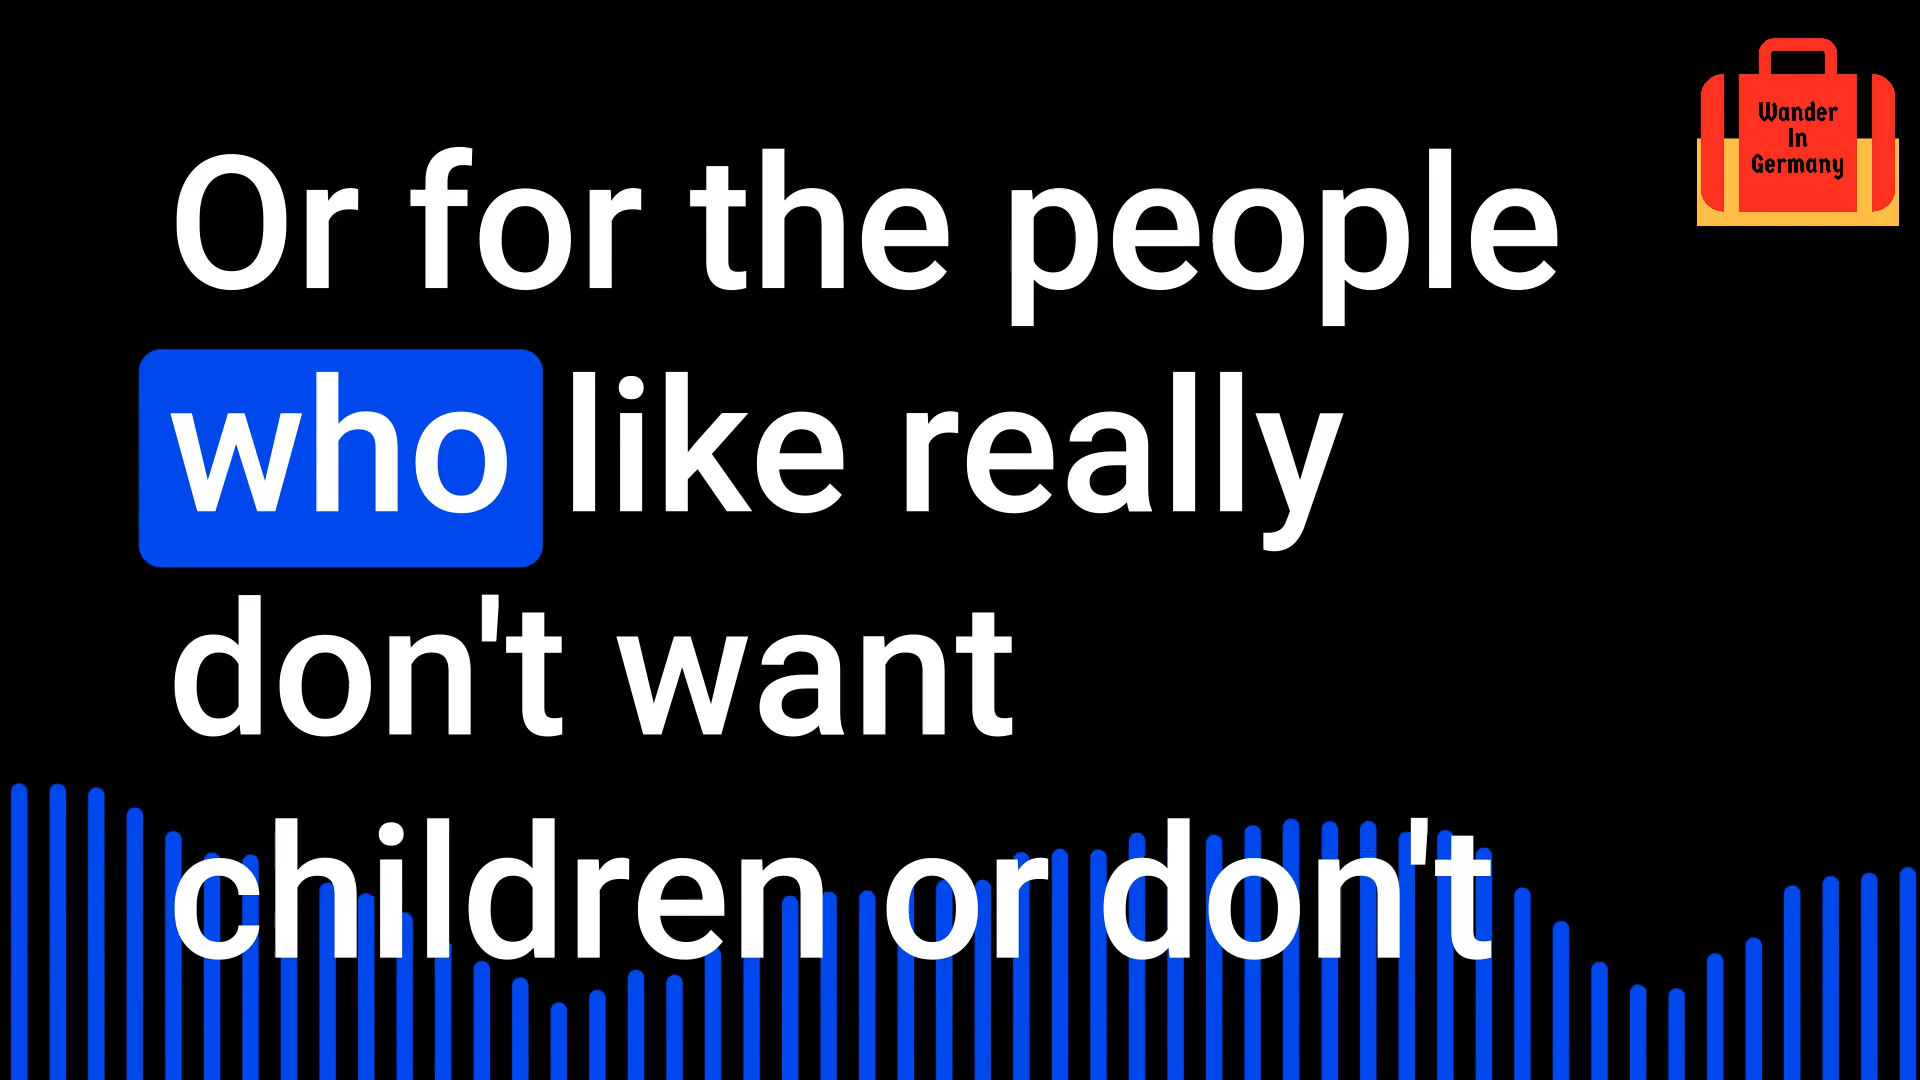 Or for the people
who like really
don't want
children or don't
Wander
In
Germany